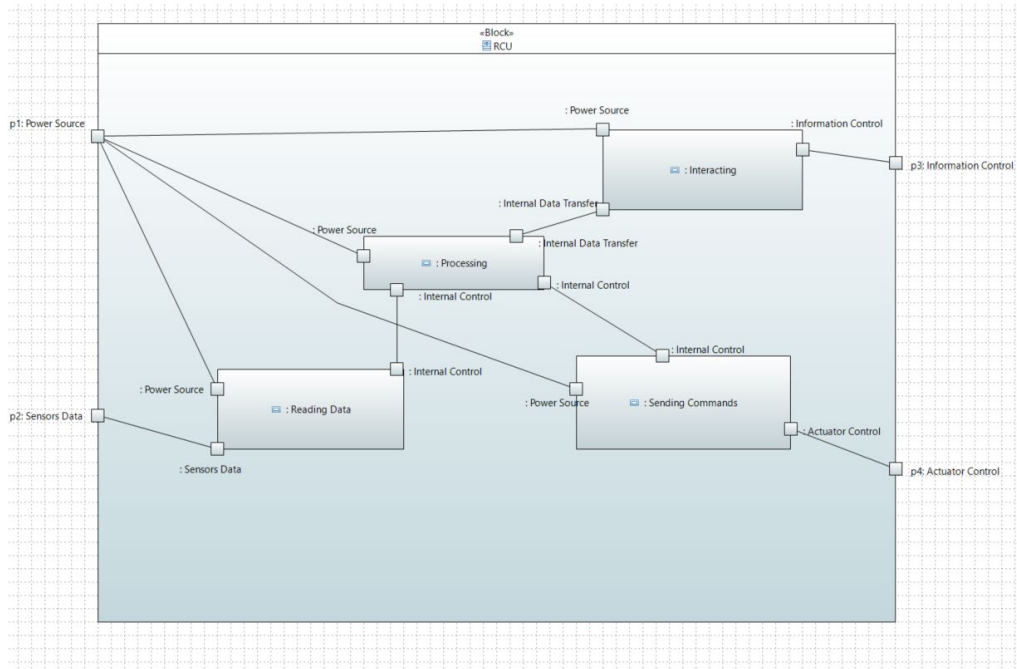 «Block»
RCU
: Power Source
p1: Power Source
: Information Control
p3: Information Control
: Interacting
: Internal Data Transfer
: Power Source
: Internal Data Transfer
: Processing
: Internal Control
: Internal Control
: Internal Control
: Internal Control
: Power Source
: Power Source
: Sending Commands
p2: Sensors Data
: Reading Data
: Actuator Control
: Sensors Data
p4: Actuator Control